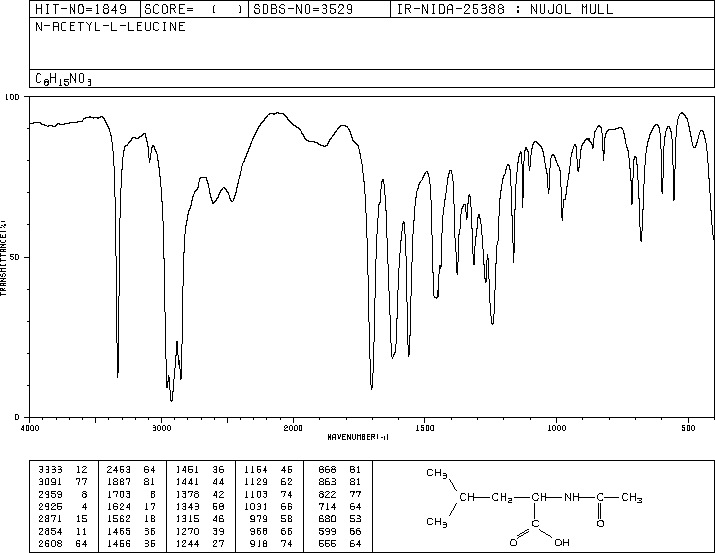 HIT-NO=1849 SCORE= ( ) SDBS-NO=3529 IR-NIDA-25388 : NUJOL MULL
N-ACETYL-L-LEUCINE
C8H15NO3
100
TRANSMITTANCE(%)
50
0
4000 3000 2000 1500 1000 500
WAVENUMBER(-1)
3333 12 2463 64 1451 36 1154 46 868 81
3091 77 1887 81 1441 44 1129 62 863 81
2959 8 1703 8 1378 42 1103 74 822 77
2925 4 1624 17 1343 58 1031 66 714 64
2871 15 1562 18 1315 46 979 58 680 53
2854 11 1465 36 1270 39 968 66 599 66
2608 64 1456 36 1244 27 918 74 555 64
CH3
CH CH2 CH NH C CH3
CH3 C O
O OH